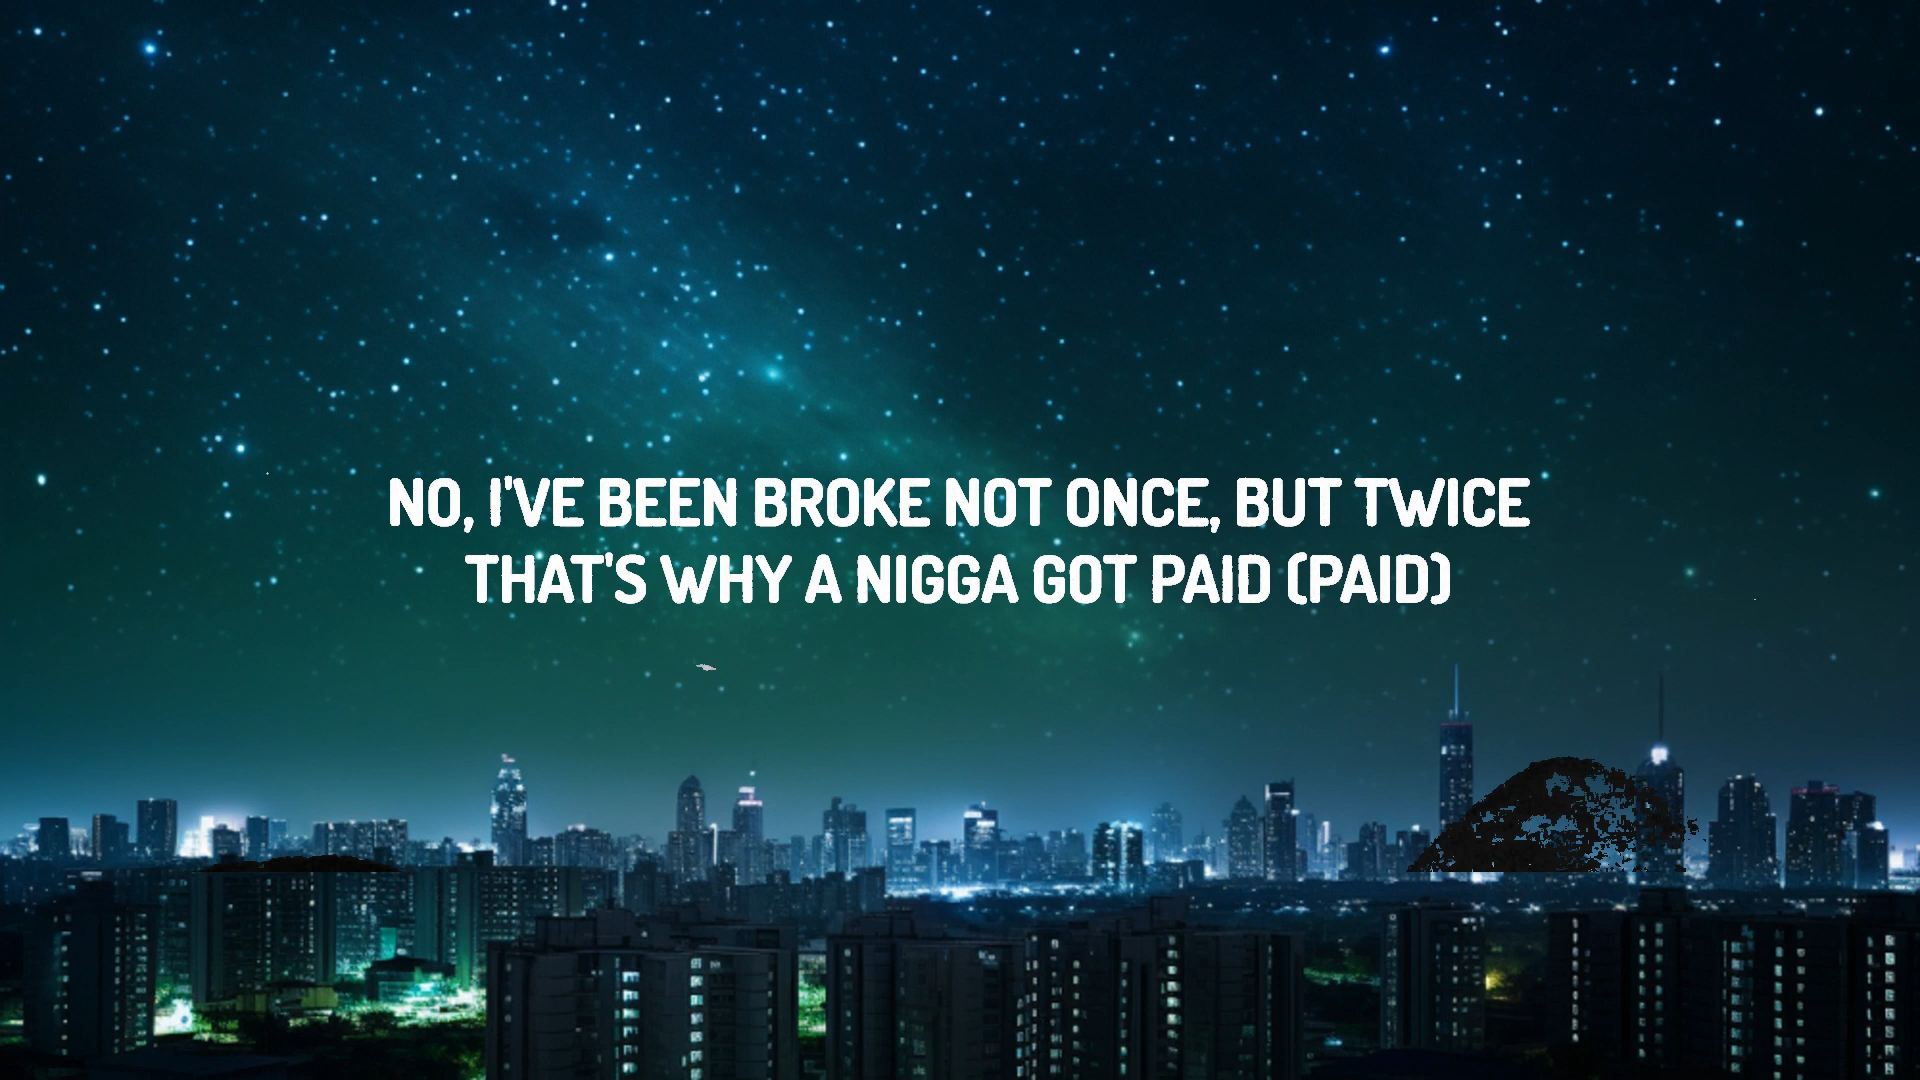 NO, I'VE BEEN BROKE NOT ONCE, BUT TWICE
THAT'S WHY A NIGGA GOT PAID (PAID)